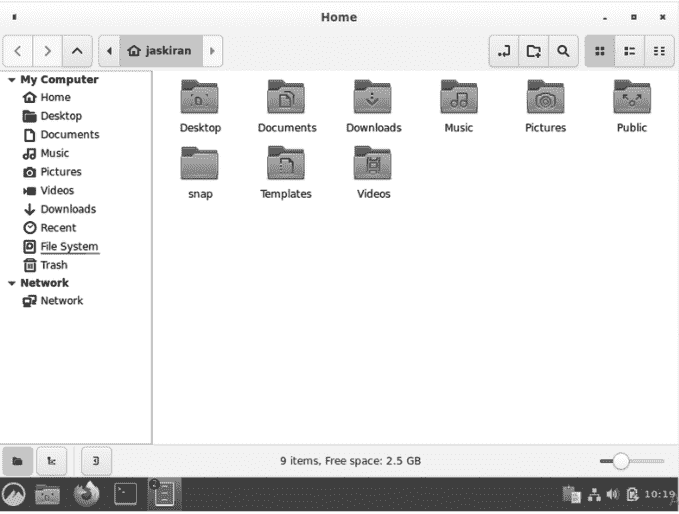 Home
jaskiran
My Computer
Home
Desktop
Documents
Music
Pictures
Videos
Downloads
Recent
File System
Trash
Network
Network
Desktop Documents Downloads Music Pictures Public
snap Templates Videos
9 items, Free space: 2.5 GB
10:19